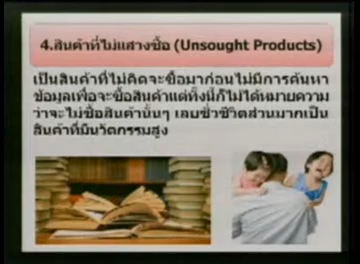 4.สินค้าที่ไม่แสวงซื้อ (Unsought Products)
เป็นสินค้าที่ไม่คิดจะซื้อมาก่อนไม่มีการค้นหา
ข้อมูลเพื่อจะซื้อสินค้าแต่ทั้งนี้ก็ไม่ได้หมายความ
ว่าจะไม่ซื้อสินค้านั้นๆ เลยชั่วชีวิตส่วนมากเป็น
สินค้าที่มีนวัตกรรมสูง